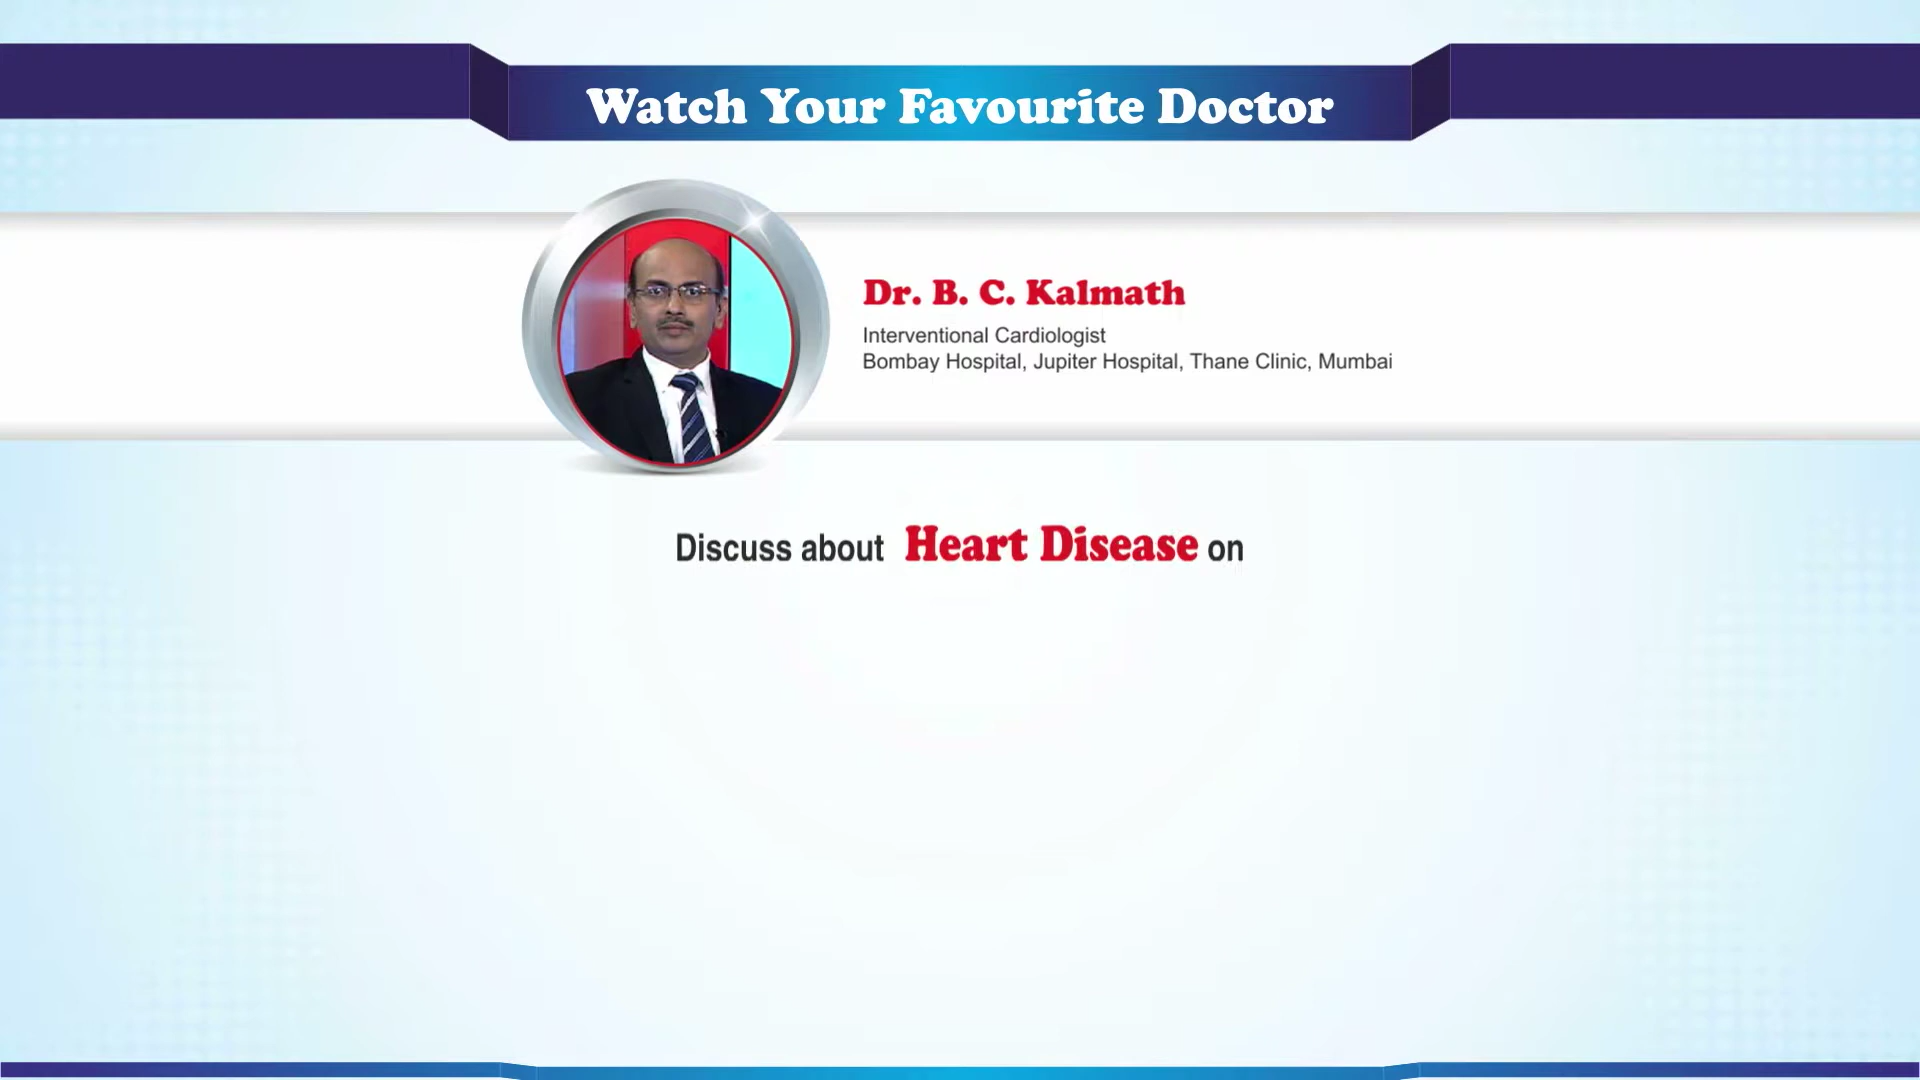 Watch Your Favourite Doctor
Dr. B. C. Kalmath
Interventional Cardiologist
Bombay Hospital, Jupiter Hospital, Thane Clinic, Mumbai
Discuss about Heart Disease on